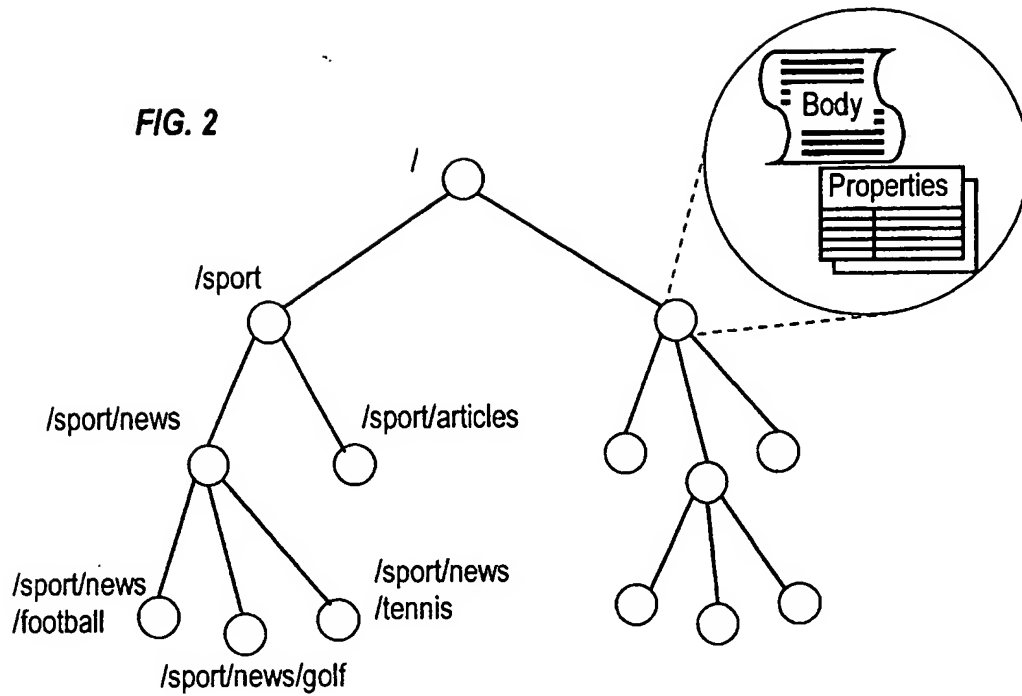 FIG. 2
/
Body
Properties
/sport
/sport/news
/sport/articles
/sport/news
/football
/sport/news/golf
/sport/news
/tennis